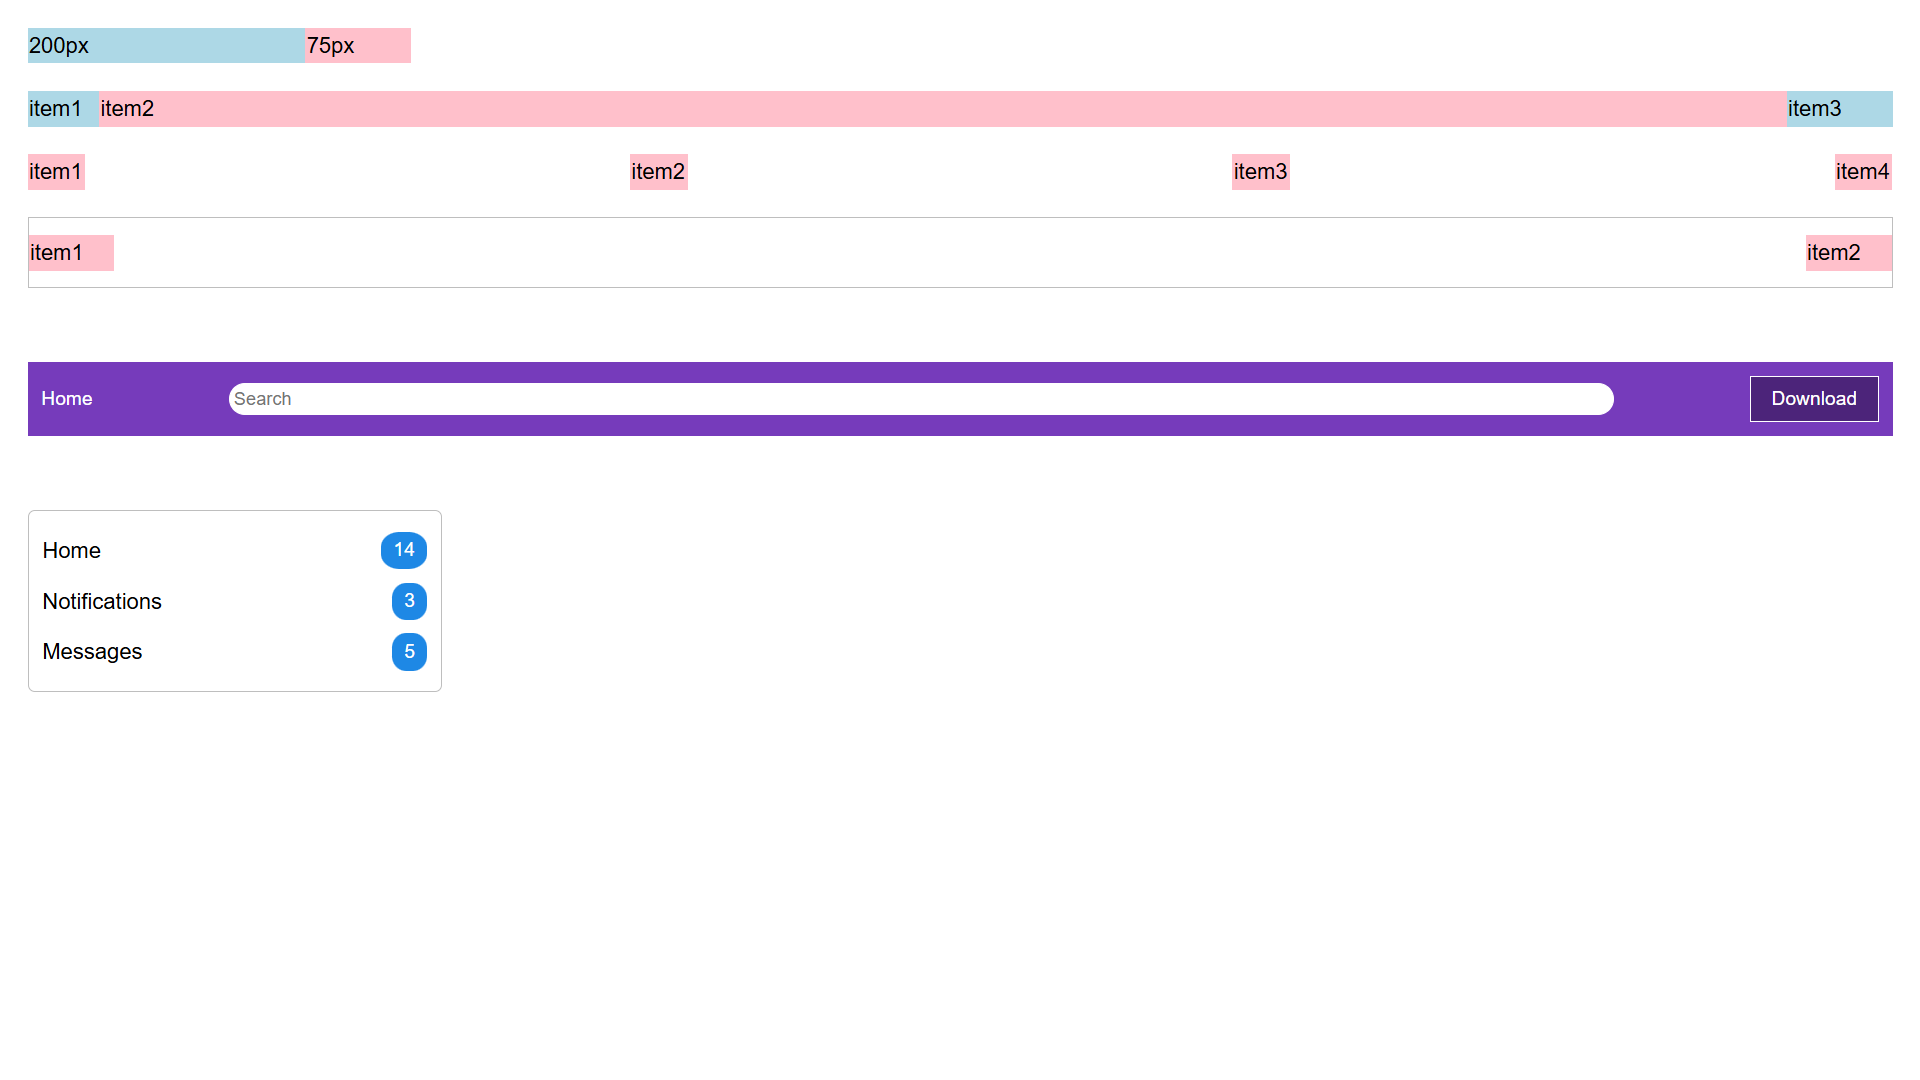 200px 75px
item1 item2 item3
item1 item2 item3 item4
item1 item2
Home Search Download
Home 14
Notifications 3
Messages 5